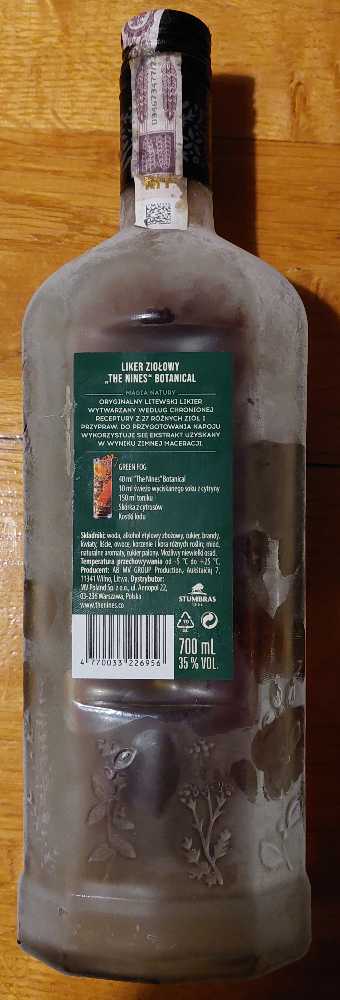 LIKER ZIOŁOWY
„THE NINES“ BOTANICAL
MAGIA NATURY
ORYGINALNY LITEWSKI LIKIER
WYTWARZANY WEDŁUG CHRONIONEJ
RECEPTURY Z 27 RÓŻNYCH ZIÓŁ I
PRZYPRAW. DO PRZYGOTOWANIA NAPOJU
WYKORZYSTUJE SIĘ EKSTRAKT UZYSKANY
W WYNIKU ZIMNEJ MACERACJI.
GREEN FOG
40 ml "The Nines" Botanical
10 ml świeżo wyciskanego soku z cytryny
150 ml toniku
Skórka z cytrusów
Kostki lodu
Składniki: woda, alkohol etylowy zbożowy, cukier, brandy,
kwiaty, liście, owoce, korzenie i kora różnych roślin; miód,
naturalne aromaty, cukier palony. Możliwy niewielki osad.
Temperatura przechowywania od -5 °C do +25 °C.
Producent: AB MV GROUP Production, Aukštaičių 7,
11341 Wilno, Litwa. Dystrybutor:
MV Poland Sp. z o.o., ul. Annopol 22,
03-236 Warszawa, Polska
www.thenines.co
STUMBRAS
1906
4 770033 226956
700 mL
35 % VOL.